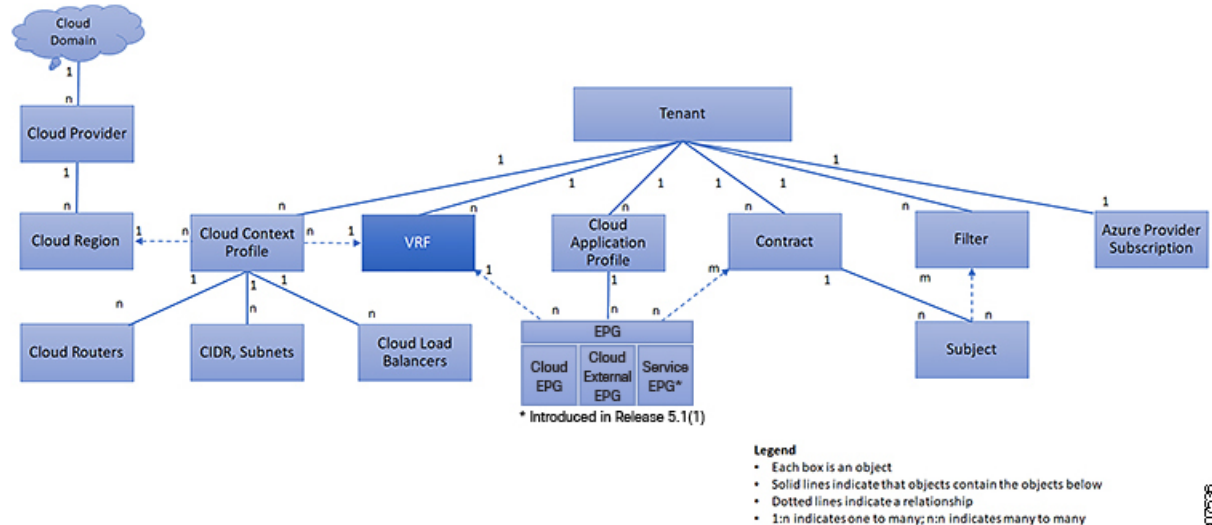 Cloud
Domain
1
n
Cloud Provider
1
n
Cloud Region
Tenant
1
1
1
1
1
1
1
n
n
n
n
n
1
Cloud Context
Profile
VRF
Cloud
Application
Profile
Contract
Filter
Azure Provider
Subscription
1
n
n
1
1
1
1
n
n
n
1
n
1
n
m
n
1
n
m
n
Cloud Routers
CIDR, Subnets
Cloud Load
Balancers
EPG
Cloud
EPG
Cloud
External
EPG
Service
EPG*
* Introduced in Release 5.1(1)
Subject
Legend
• Each box is an object
• Solid lines indicate that objects contain the objects below
• Dotted lines indicate a relationship
• 1:n indicates one to many; n:n indicates many to many